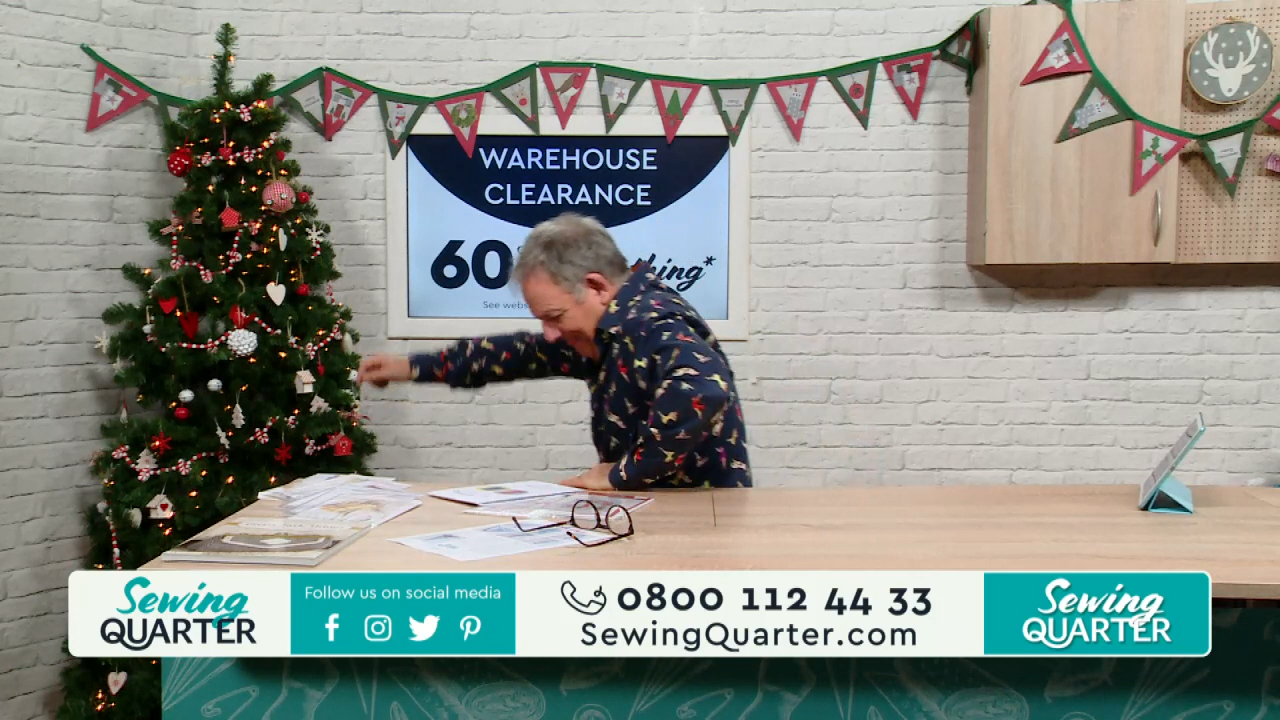 WAREHOUSE
CLEARANCE
60
thing*
See webs
Sewing
QUARTER
Follow us on social media
0800 112 44 33
SewingQuarter.com
Sewing
QUARTER